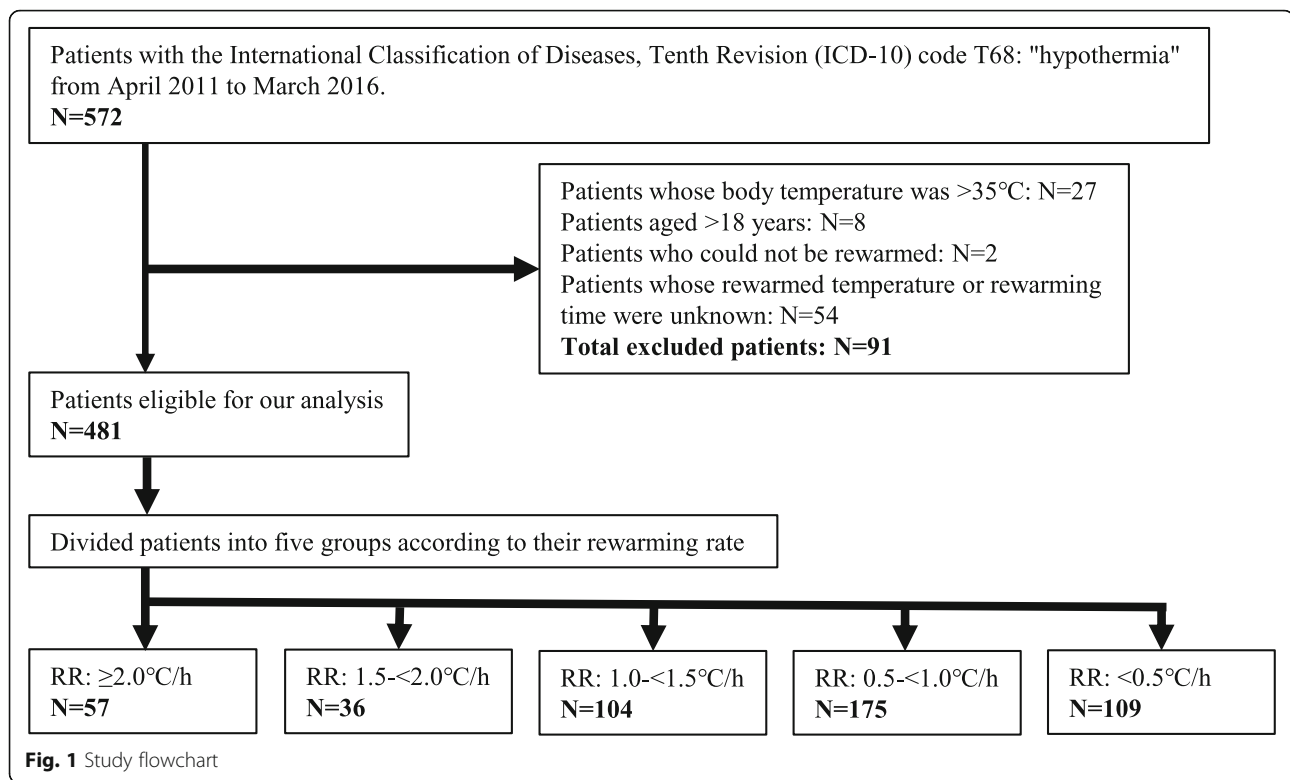 Patients with the International Classification of Diseases, Tenth Revision (ICD-10) code T68: "hypothermia"
from April 2011 to March 2016.
N=572
Patients whose body temperature was >35℃: N=27
Patients aged >18 years: N=8
Patients who could not be rewarmed: N=2
Patients whose rewarmed temperature or rewarming
time were unknown: N=54
Total excluded patients: N=91
Patients eligible for our analysis
N=481
Divided patients into five groups according to their rewarming rate
RR: ≥2.0℃/h
N=57
RR: 1.5-<2.0℃/h
N=36
RR: 1.0-<1.5℃/h
N=104
RR: 0.5-<1.0℃/h
N=175
RR: <0.5℃/h
N=109
Fig. 1 Study flowchart